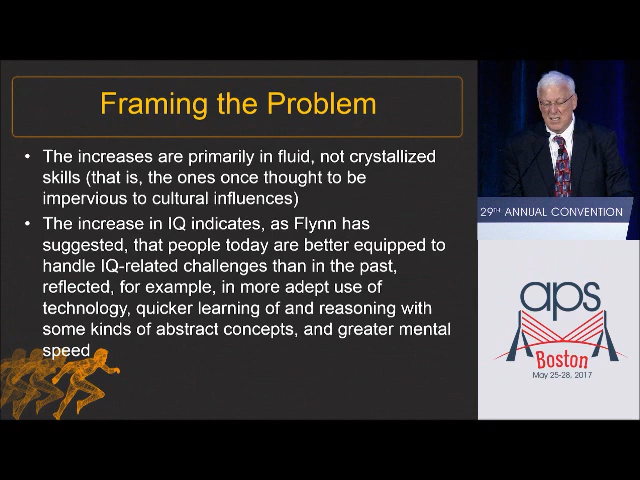 Framing the Problem
• The increases are primarily in fluid, not crystallized
skills (that is, the ones once thought to be
impervious to cultural influences)
• The increase in IQ indicates, as Flynn has
suggested, that people today are better equipped to
handle IQ-related challenges than in the past,
reflected, for example, in more adept use of
technology, quicker learning of and reasoning with
some kinds of abstract concepts, and greater mental
speed
29TH ANNUAL CONVENTION
aps
Boston
May 25-28, 2017